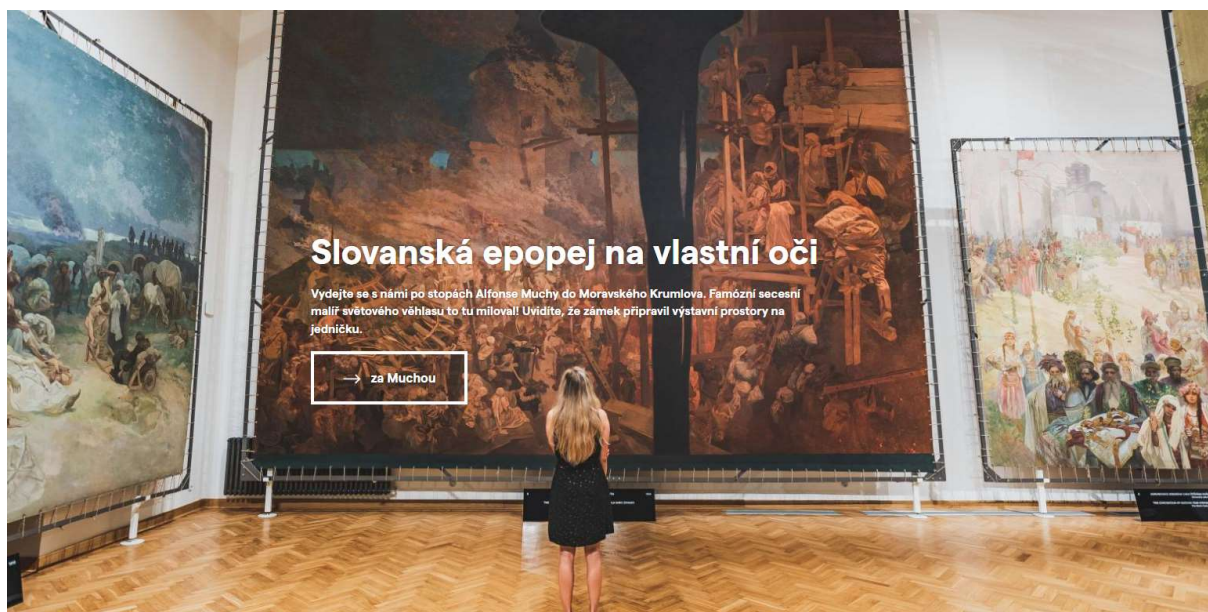 Slovanská epopej na vlastní oči
Vydejte se s námi po stopách Alfonse Muchy do Moravského Krumlova. Famózní secesní
malíř světového věhlasu to tu miloval! Uvidíte, že zámek připravil výstavní prostory na
jedničku.
→ za Muchou